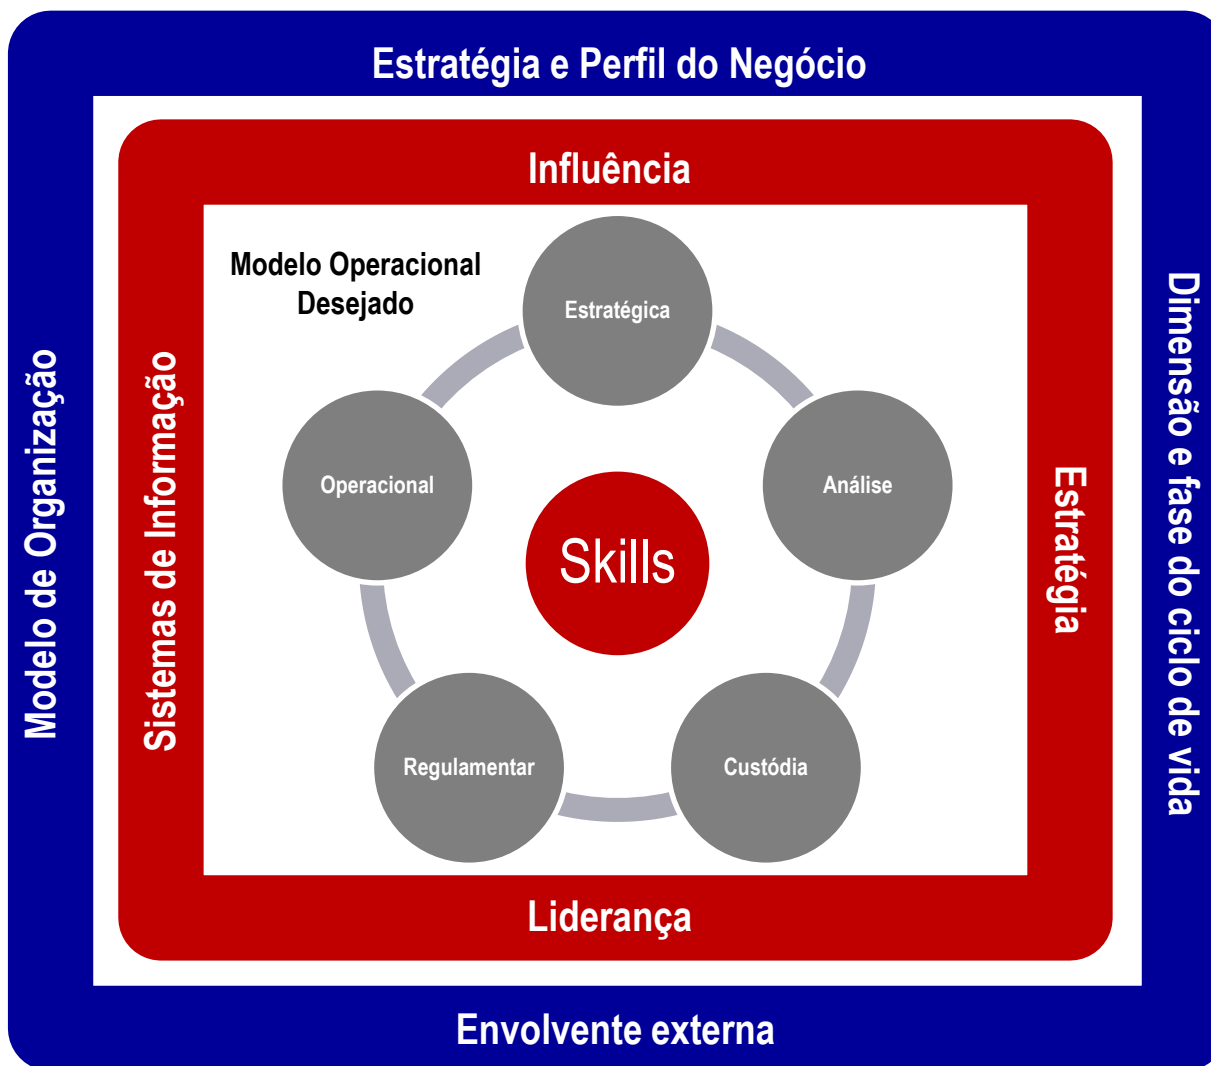 Estratégia e Perfil do Negócio
Influência
Modelo Operacional
Desejado
Estratégica
Operacional
Análise
Skills
Regulamentar
Custódia
Liderança
Envolvente externa
Modelo de Organização
Sistemas de Informação
Estratégia
Dimensão e fase do ciclo de vida